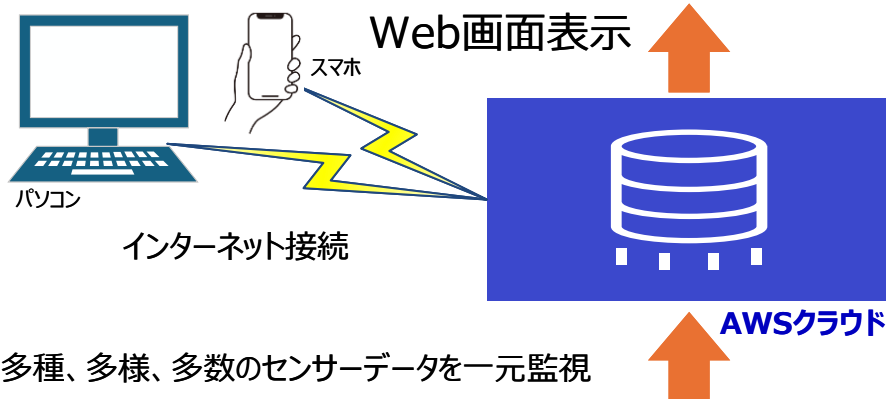 Web画面表示
スマホ
パソコン
インターネット接続
AWSクラウド
多種、多様、多数のセンサーデータを一元監視